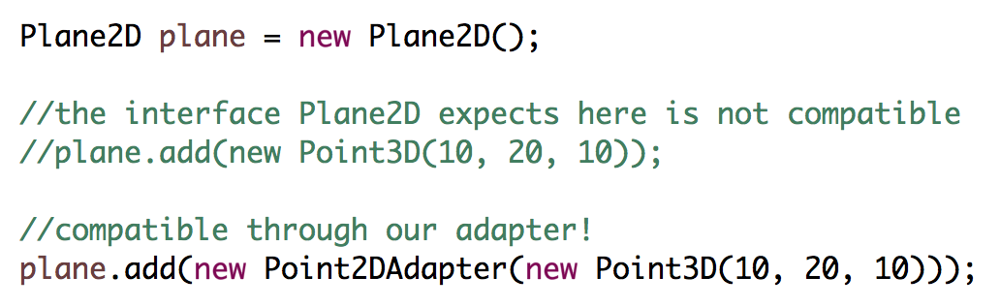 Plane2D plane = new Plane2D();
//the interface Plane2D expects here is not compatible
//plane.add(new Point3D(10, 20, 10));
//compatible through our adapter!
plane.add(new Point2DAdapter(new Point3D(10, 20, 10)));